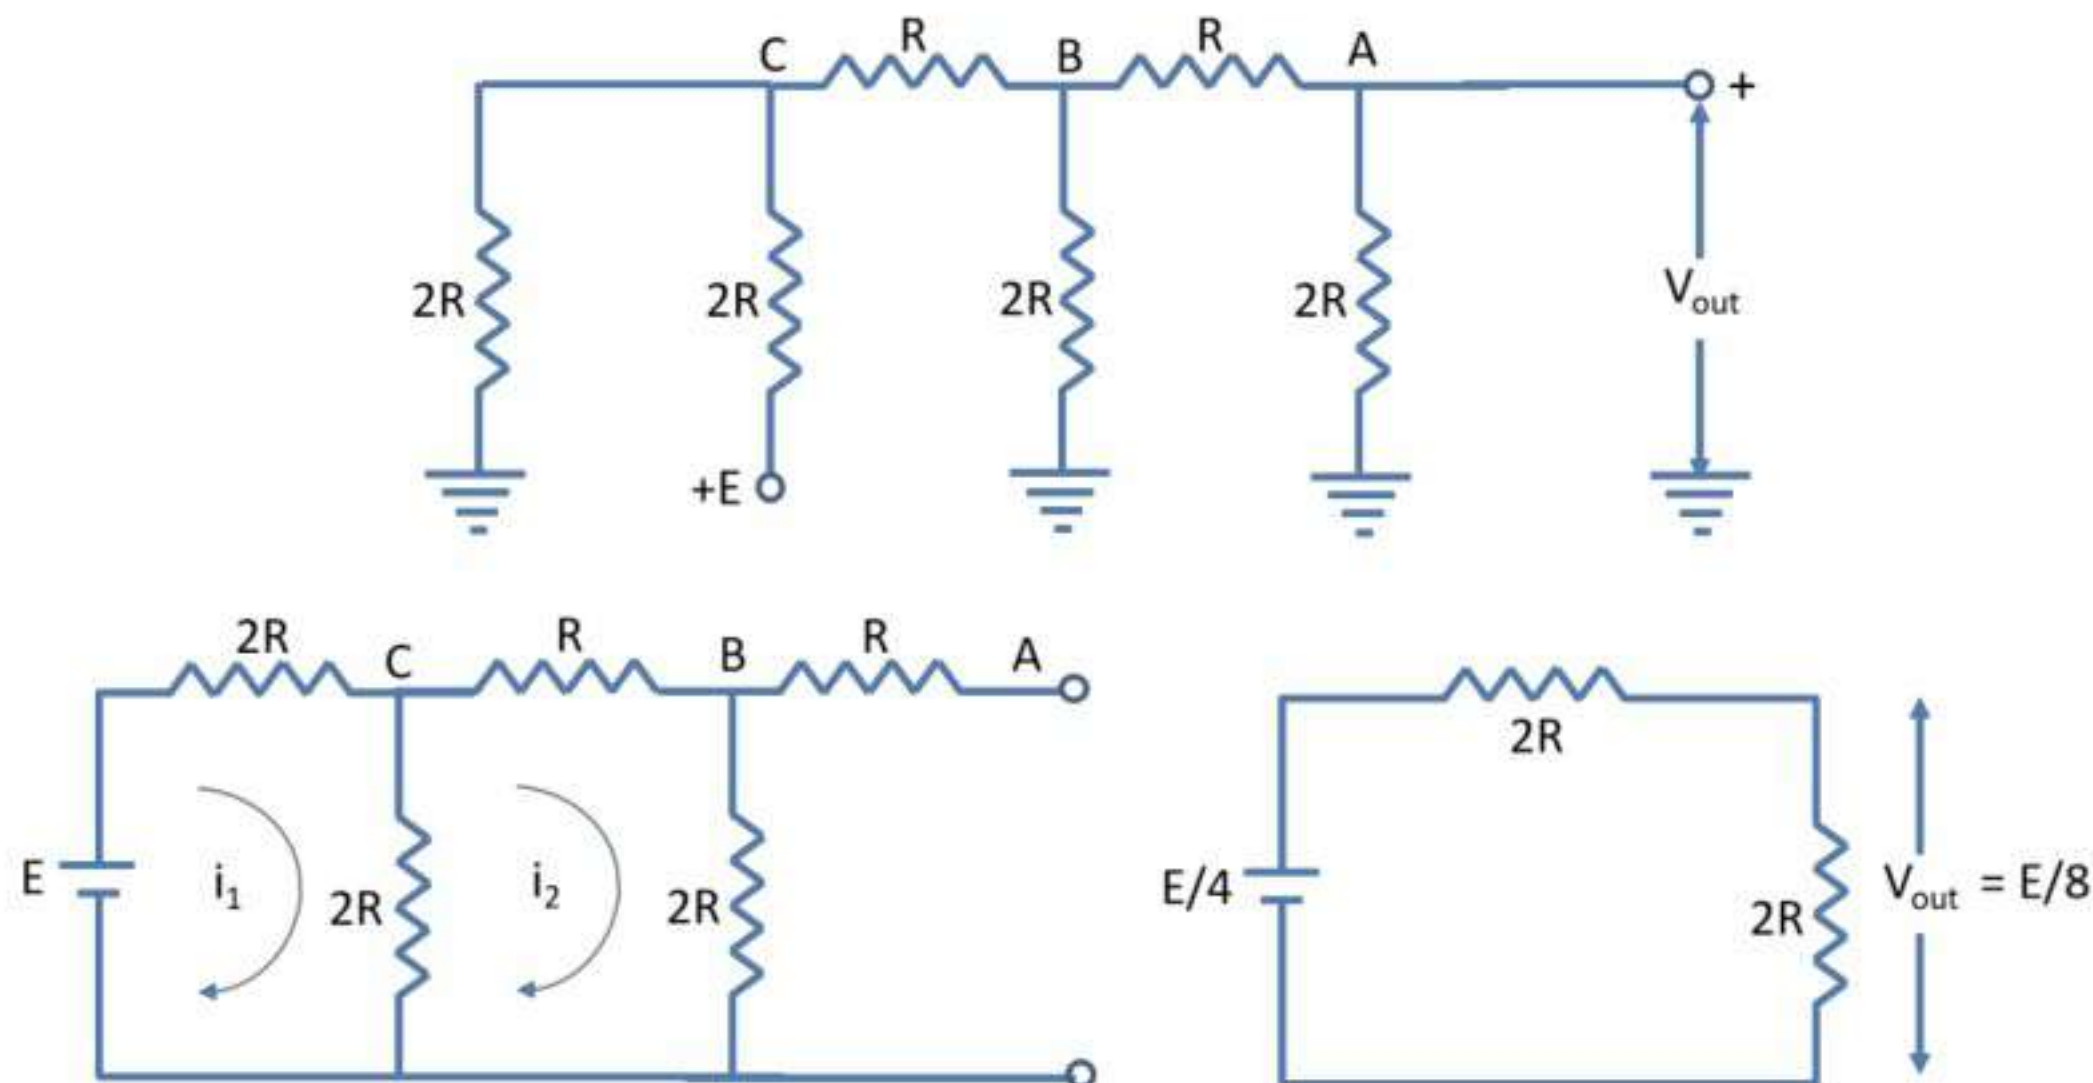 C R B R A +
2R 2R 2R 2R Vout
+E
2R C R B R A
2R
E i1 2R i2 2R
E/4 2R Vout = E/8